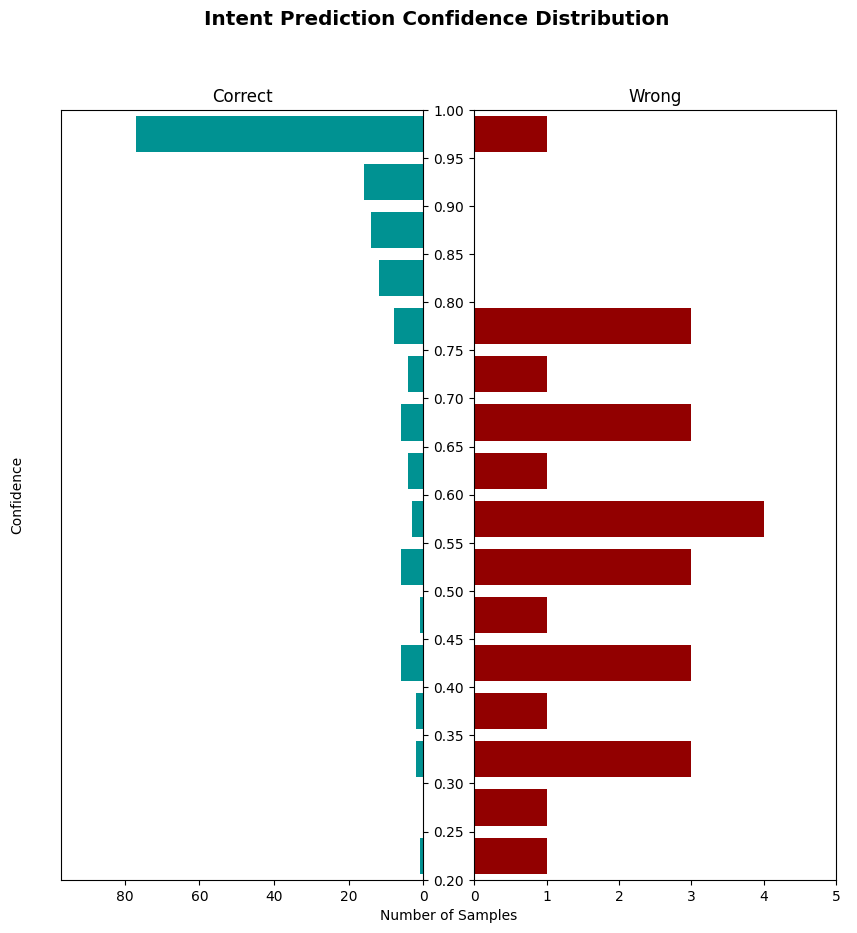 Intent Prediction Confidence Distribution
Correct
Wrong
1.00
0.95
0.90
0.85
0.80
0.75
0.70
0.65
0.60
0.55
0.50
0.45
0.40
0.35
0.30
0.25
0.20
Confidence
80 60 40 20 0
0 1 2 3 4 5
Number of Samples